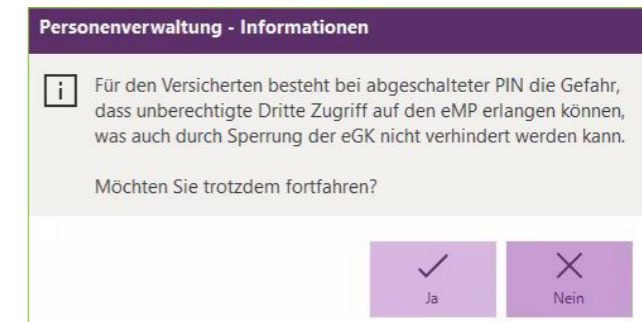 Personenverwaltung - Informationen
Für den Versicherten besteht bei abgeschalteter PIN die Gefahr,
dass unberechtigte Dritte Zugriff auf den eMP erlangen können,
was auch durch Sperrung der eGK nicht verhindert werden kann.
Möchten Sie trotzdem fortfahren?
Ja
Nein